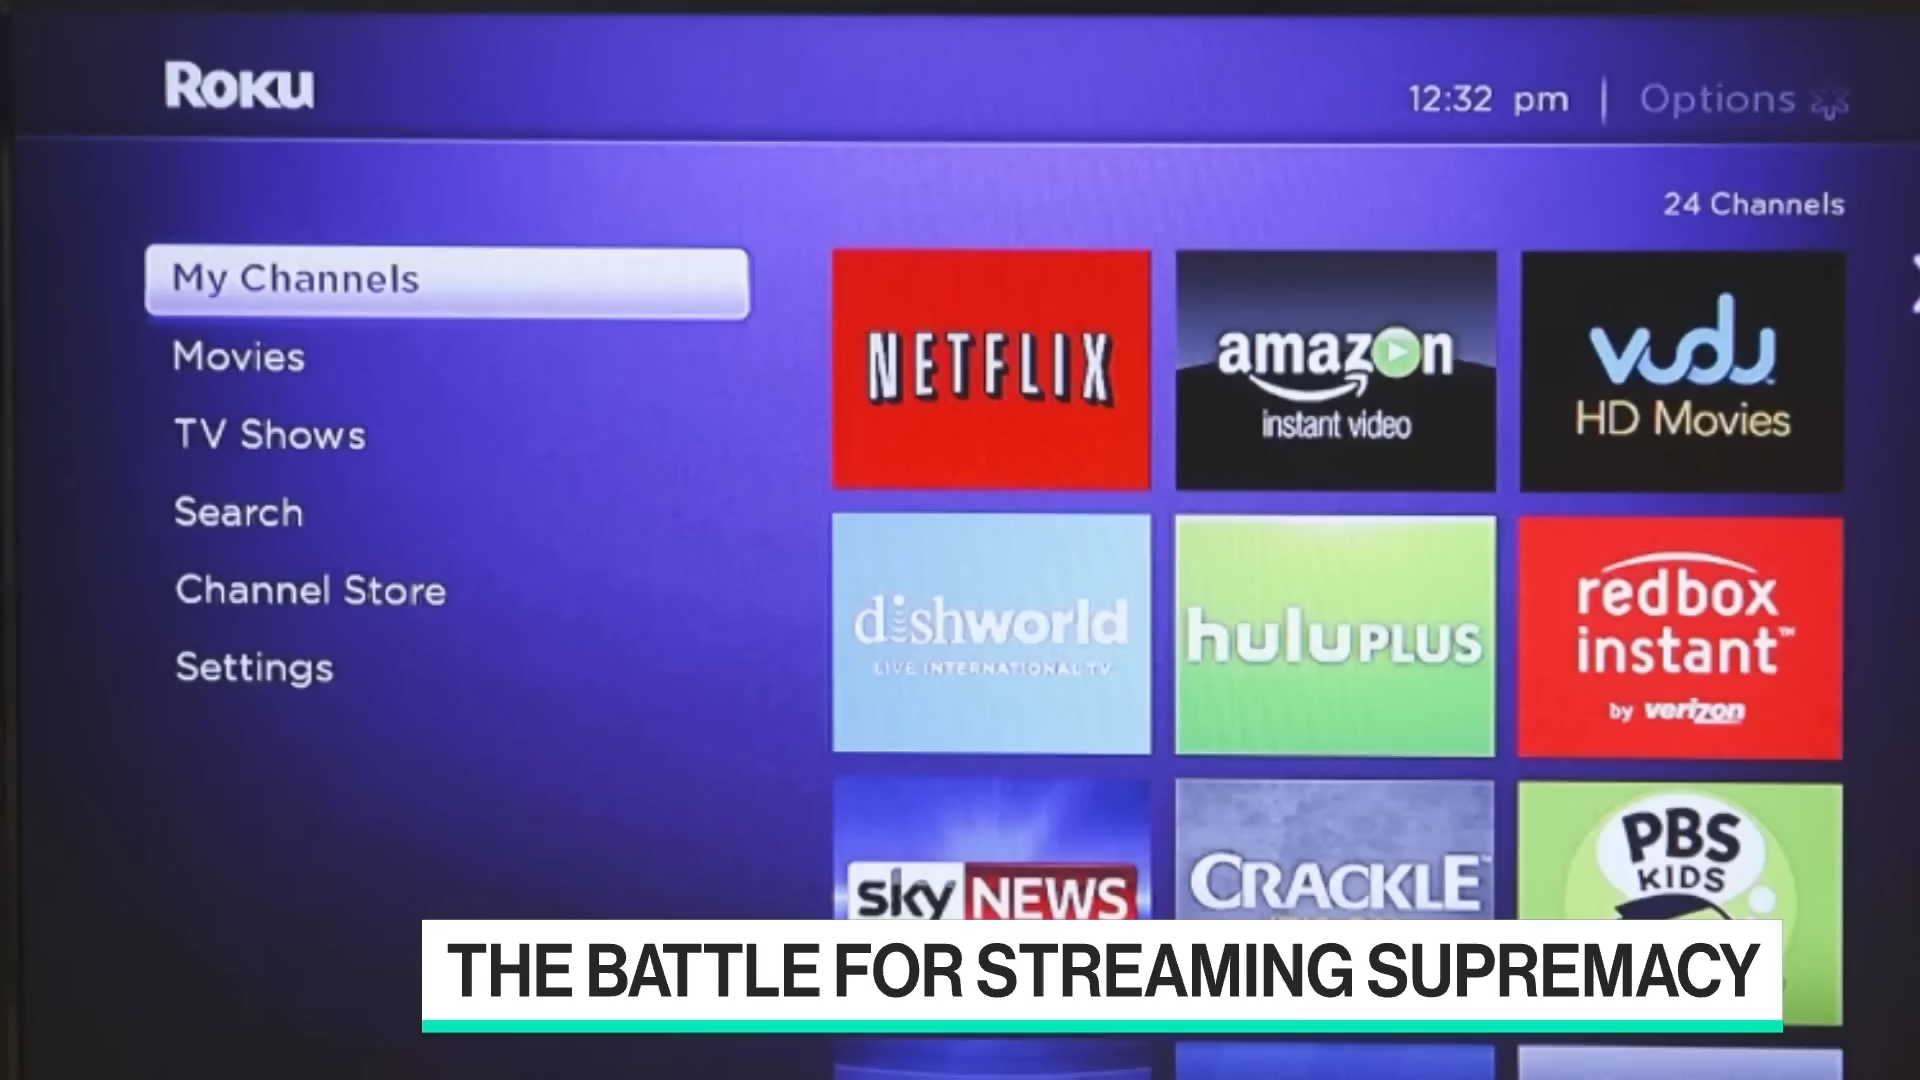 Roku
12:32 pm | Options
24 Channels
My Channels
Movies
TV Shows
Search
Channel Store
Settings
NETFLIX
amazon
instant video
vudu
HD Movies
dishworld
LIVE INTERNATIONAL TV
huluPLUS
redbox
instant™
by verizon
sky NEWS
CRACKLE™
PBS
KIDS
THE BATTLE FOR STREAMING SUPREMACY